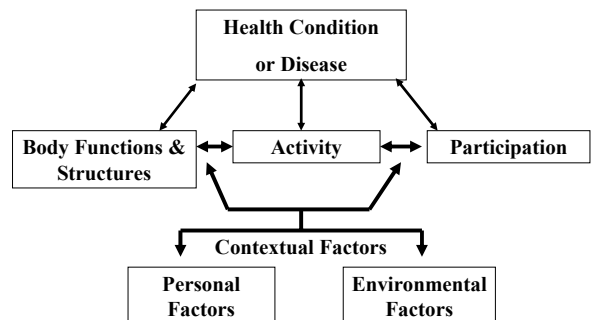 Health Condition
or Disease
Body Functions &
Structures
Activity
Participation
Contextual Factors
Personal
Factors
Environmental
Factors